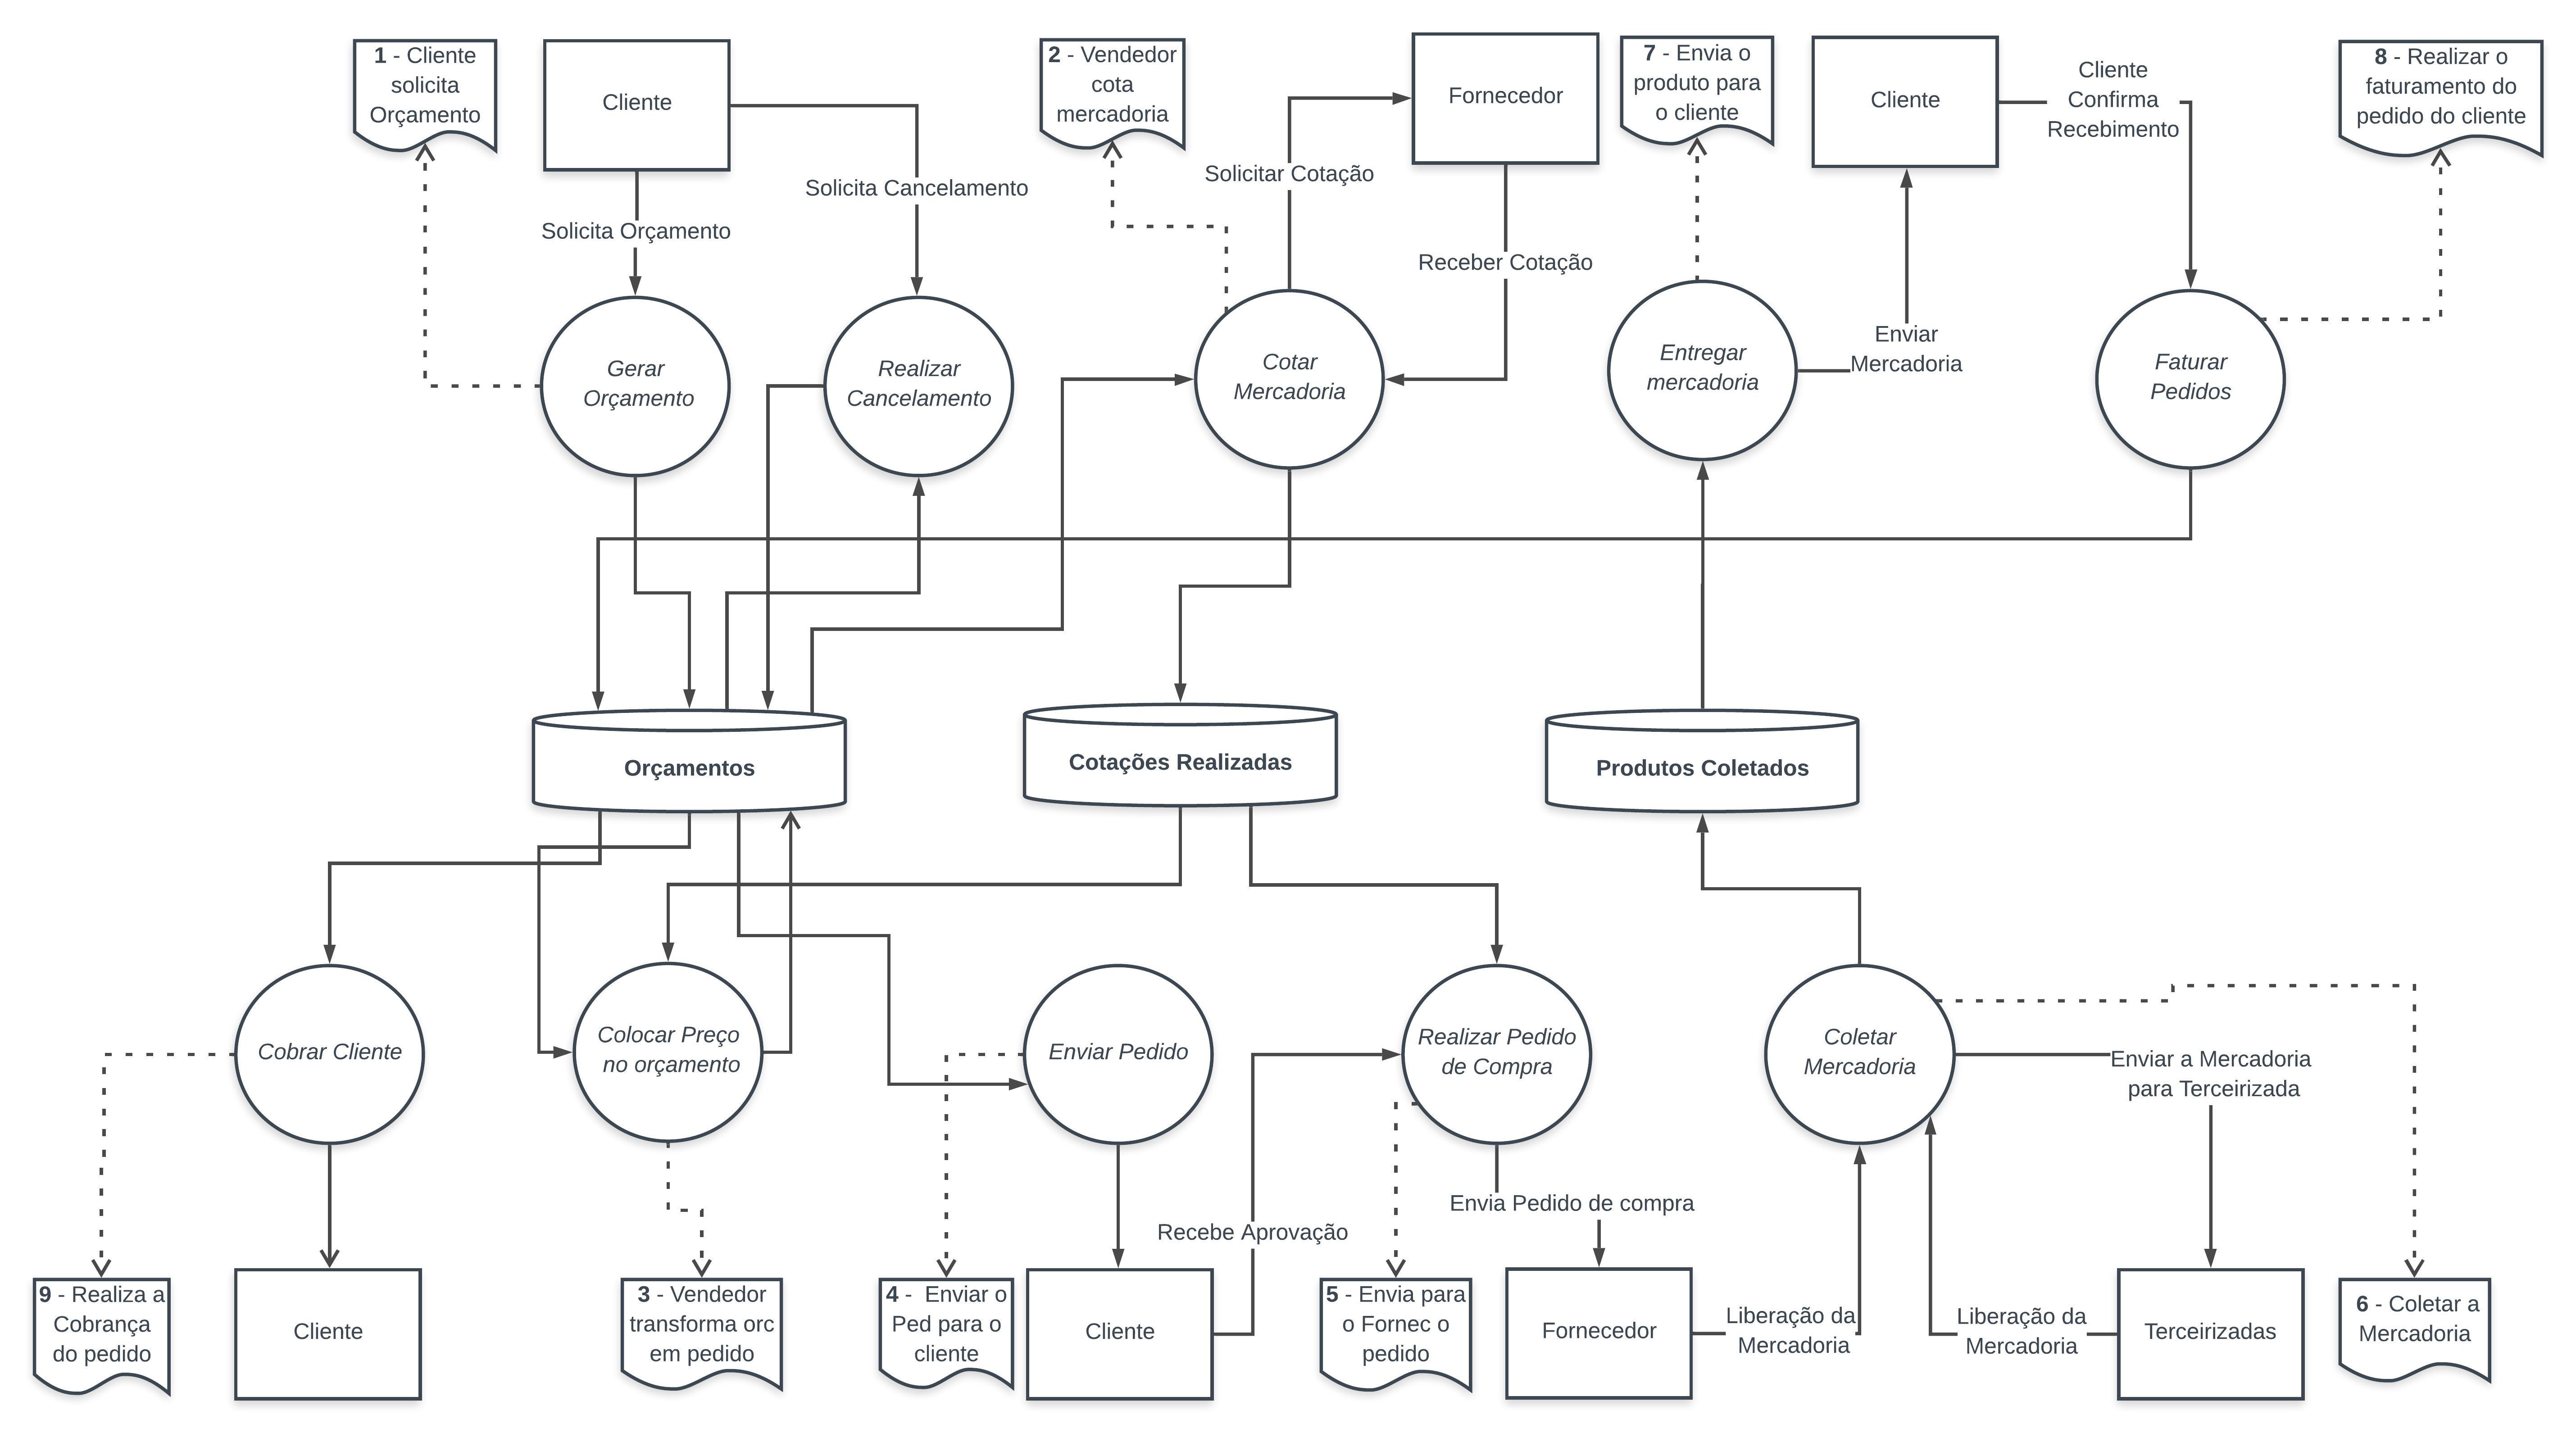 1 - Cliente
solicita
Orçamento
Cliente
2 - Vendedor
cota
mercadoria
Fornecedor
7 - Envia o
produto para
o cliente
Cliente
Cliente
Confirma
Recebimento
8 - Realizar o
faturamento do
pedido do cliente
Solicita Cancelamento
Solicitar Cotação
Solicita Orçamento
Receber Cotação
Enviar
Mercadoria
Gerar
Orçamento
Realizar
Cancelamento
Cotar
Mercadoria
Entregar
mercadoria
Faturar
Pedidos
Orçamentos
Cotações Realizadas
Produtos Coletados
Cobrar Cliente
Colocar Preço
no orçamento
Enviar Pedido
Realizar Pedido
de Compra
Coletar
Mercadoria
Enviar a Mercadoria
para Terceirizada
Envia Pedido de compra
Recebe Aprovação
9 - Realiza a
Cobrança
do pedido
Cliente
3 - Vendedor
transforma orc
em pedido
4 -  Enviar o
Ped para o
cliente
Cliente
5 - Envia para
o Fornec o
pedido
Fornecedor
Liberação da
Mercadoria
Liberação da
Mercadoria
Terceirizadas
6 - Coletar a
Mercadoria